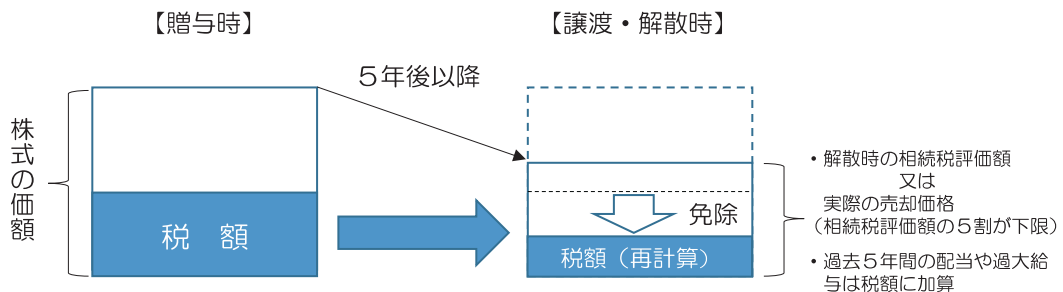 【贈与時】
【譲渡・解散時】
5年後以降
株式の価額
税　額
免除
税額（再計算）
・解散時の相続税評価額
又は
実際の売却価格
（相続税評価額の5割が下限）
・過去5年間の配当や過大給
与は税額に加算